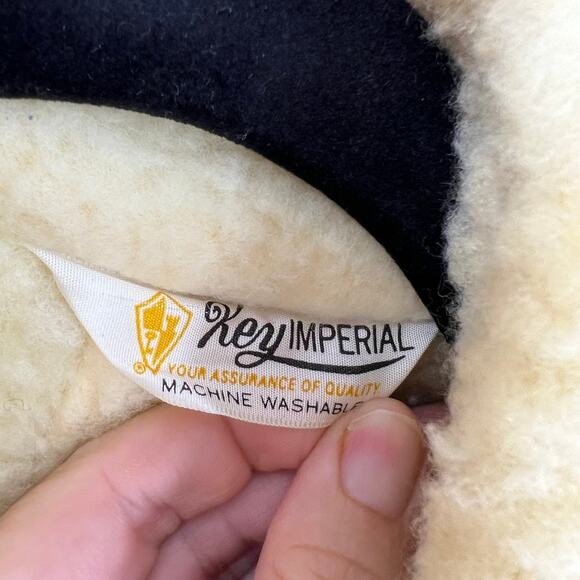 Key IMPERIAL
®
YOUR ASSURANCE OF QUALITY
MACHINE WASHABLE